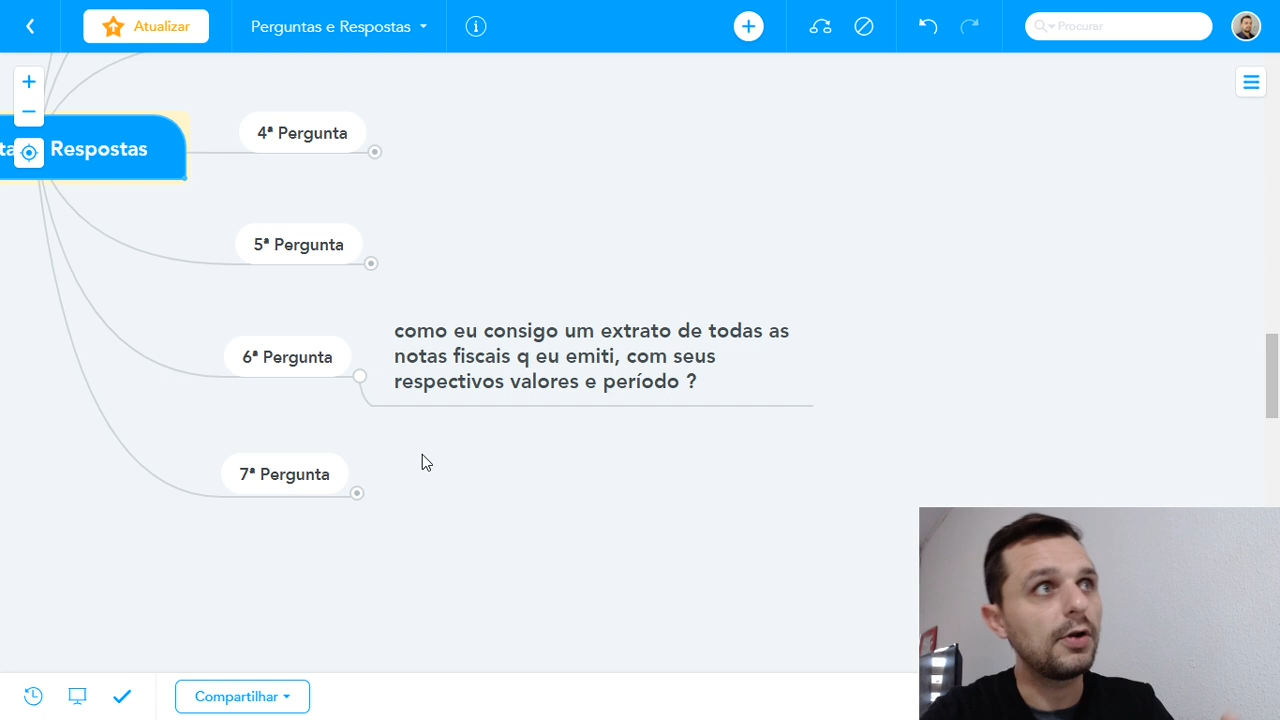 Atualizar
Perguntas e Respostas
Procurar
Respostas
4ª Pergunta
5ª Pergunta
6ª Pergunta
como eu consigo um extrato de todas as
notas fiscais q eu emiti, com seus
respectivos valores e período ?
7ª Pergunta
Compartilhar